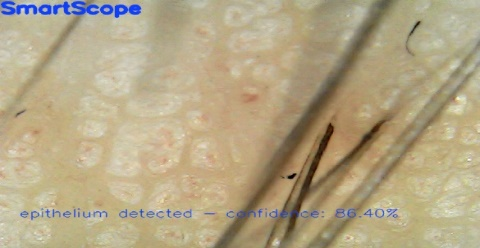 SmartScope
epithelium detected – confidence: 86.40%